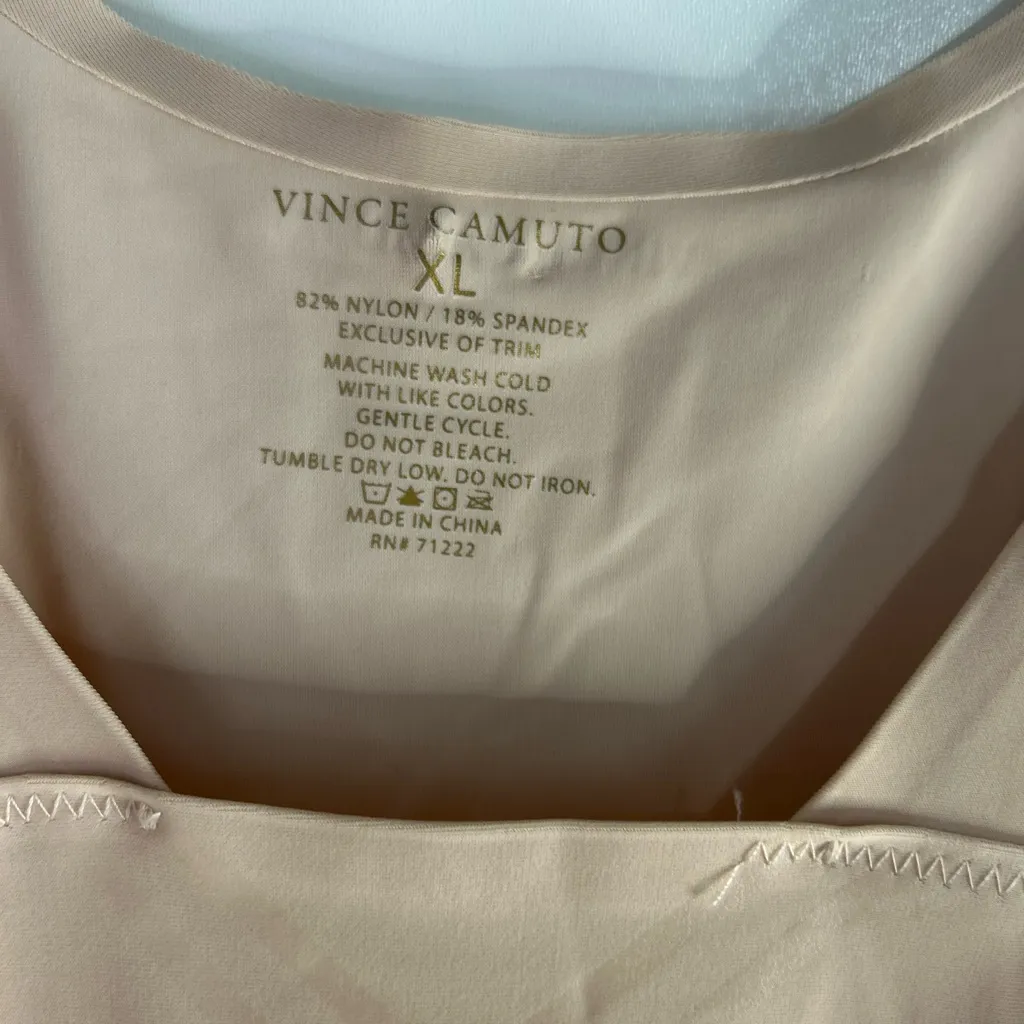 VINCE CAMUTO
XL
82% NYLON / 18% SPANDEX
EXCLUSIVE OF TRIM
MACHINE WASH COLD
WITH LIKE COLORS.
GENTLE CYCLE.
DO NOT BLEACH.
TUMBLE DRY LOW. DO NOT IRON.
MADE IN CHINA
RN# 71222